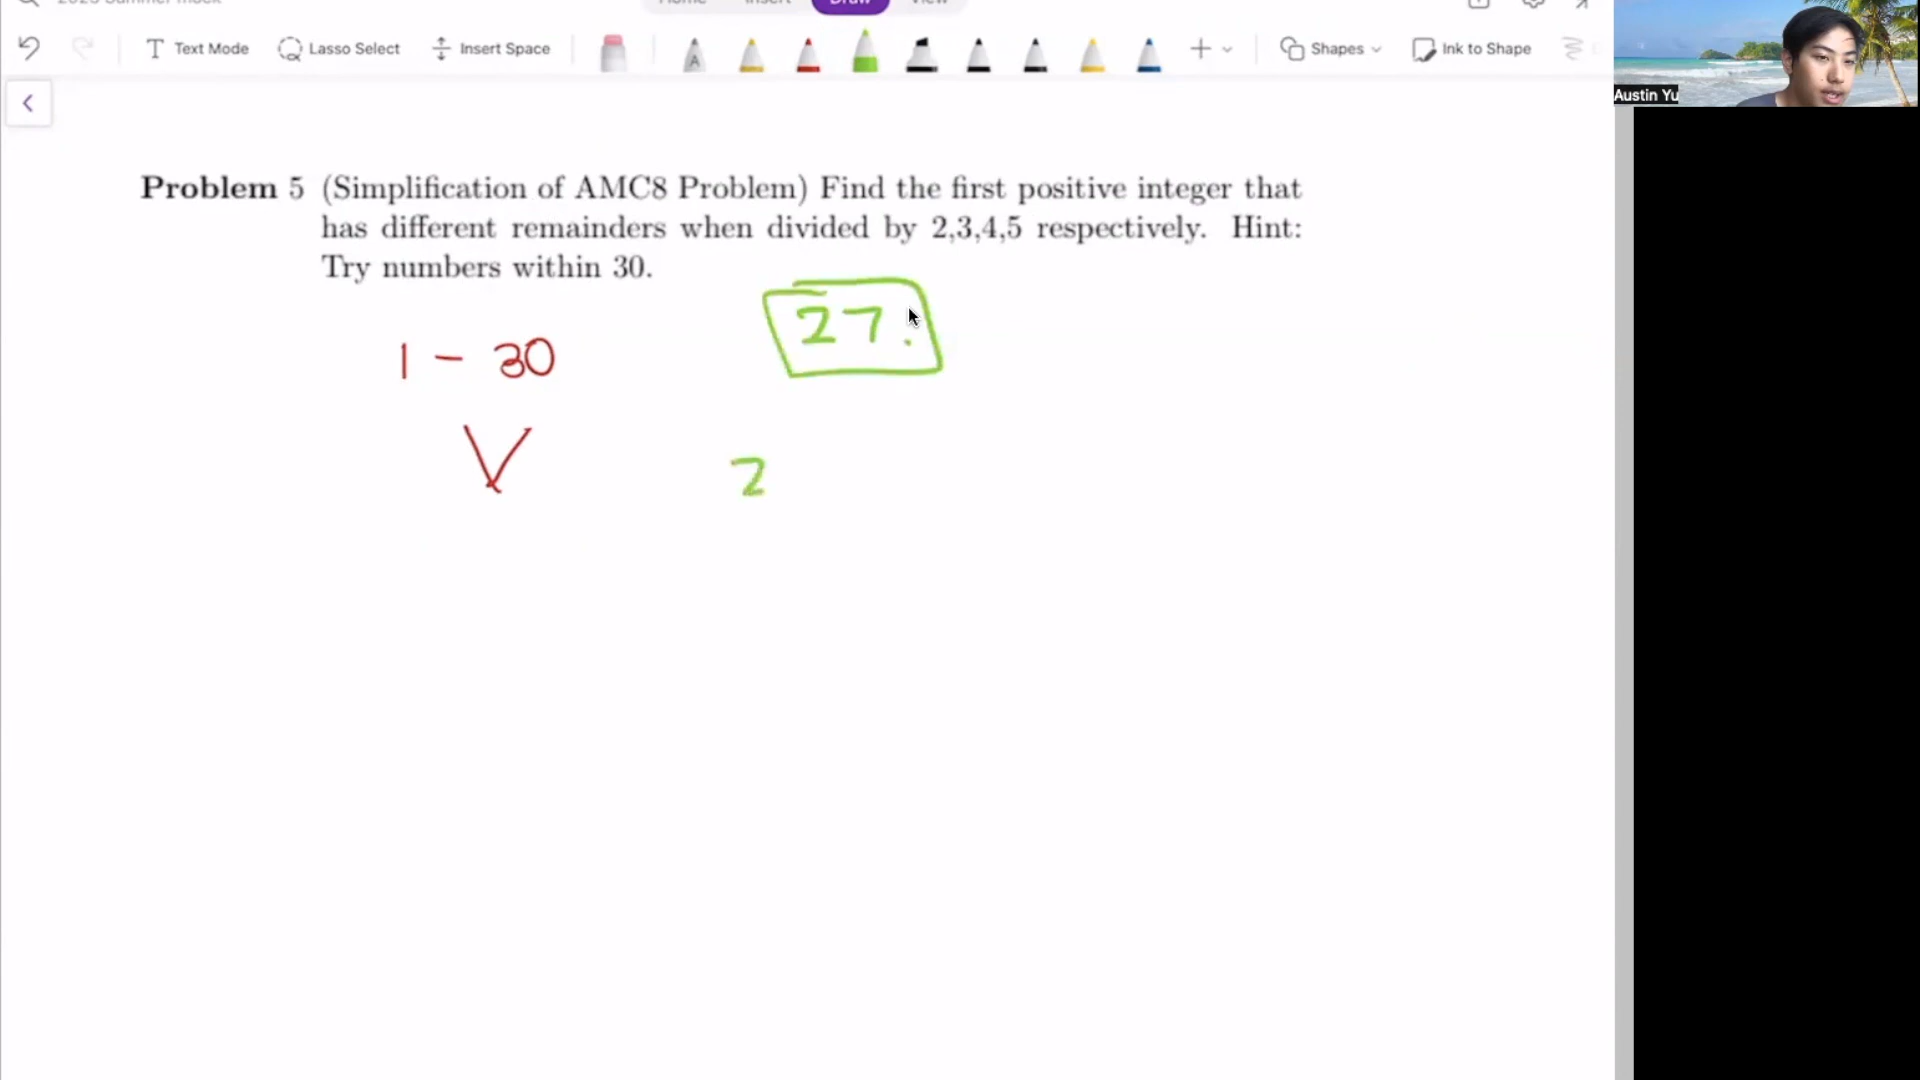 Text Mode
Lasso Select
Insert Space
A
Shapes
Ink to Shape
Austin Yu
Problem 5 (Simplification of AMC8 Problem) Find the first positive integer that
has different remainders when divided by 2,3,4,5 respectively. Hint:
Try numbers within 30.
27.
1 - 30
2